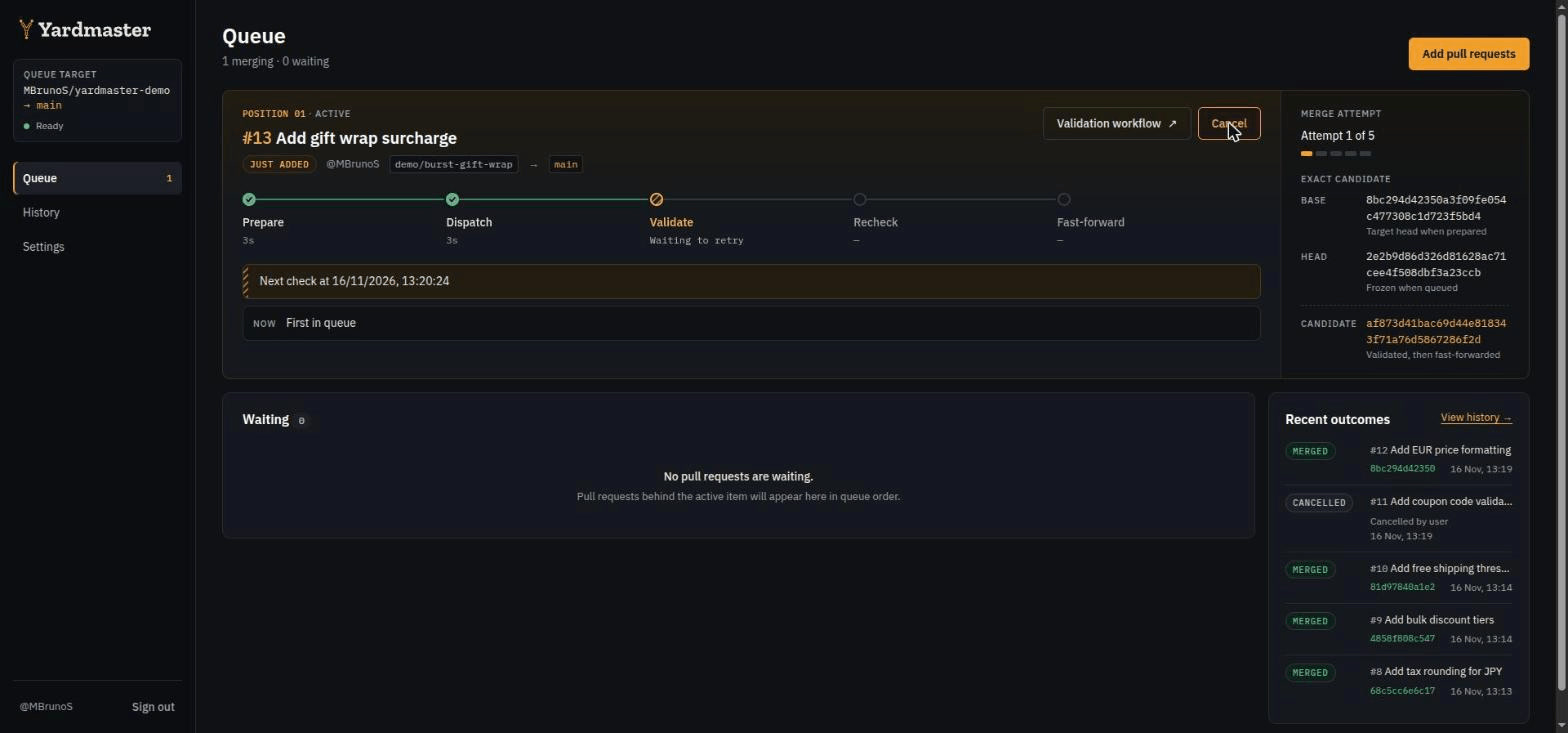 Yardmaster
QUEUE TARGET
MBrunoS/yardmaster-demo
→ main
Ready
Queue 1
History
Settings
@MBrunoS Sign out
Queue
1 merging · 0 waiting
Add pull requests
POSITION 01 · ACTIVE
#13 Add gift wrap surcharge
JUST ADDED @MBrunoS demo/burst-gift-wrap → main
Validation workflow ↗
Cancel
Prepare
3s
Dispatch
3s
Validate
Waiting to retry
Recheck
—
Fast-forward
—
Next check at 16/11/2026, 13:20:24
NOW First in queue
MERGE ATTEMPT
Attempt 1 of 5
EXACT CANDIDATE
BASE 8bc294d42350a3f09fe054
c477308c1d723f5bd4
Target head when prepared
HEAD 2e2b9d86d326d81628ac71
cee4f508dbf3a23ccb
Frozen when queued
CANDIDATE af873d41bac69d44e81834
3f71a76d5867286f2d
Validated, then fast-forwarded
Waiting 0
No pull requests are waiting.
Pull requests behind the active item will appear here in queue order.
Recent outcomes View history →
MERGED #12 Add EUR price formatting
8bc294d42350 16 Nov, 13:19
CANCELLED #11 Add coupon code valida...
Cancelled by user
16 Nov, 13:19
MERGED #10 Add free shipping thres...
81d97840a1e2 16 Nov, 13:14
MERGED #9 Add bulk discount tiers
4858f808c547 16 Nov, 13:14
MERGED #8 Add tax rounding for JPY
68c5cc6e6c17 16 Nov, 13:13